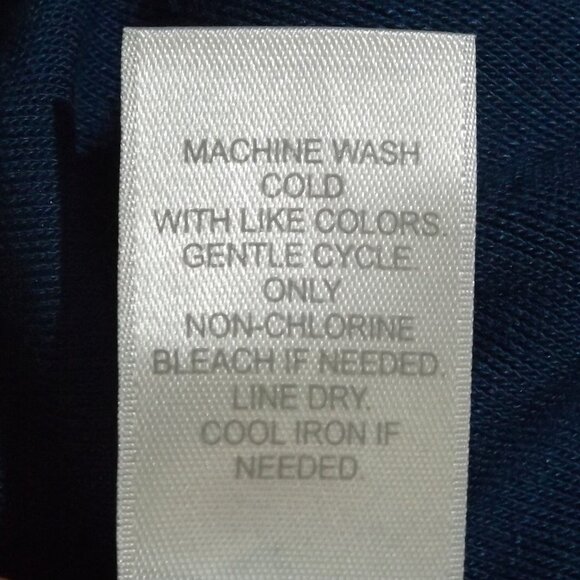 MACHINE WASH
COLD
WITH LIKE COLORS.
GENTLE CYCLE
ONLY
NON-CHLORINE
BLEACH IF NEEDED.
LINE DRY.
COOL IRON IF
NEEDED.